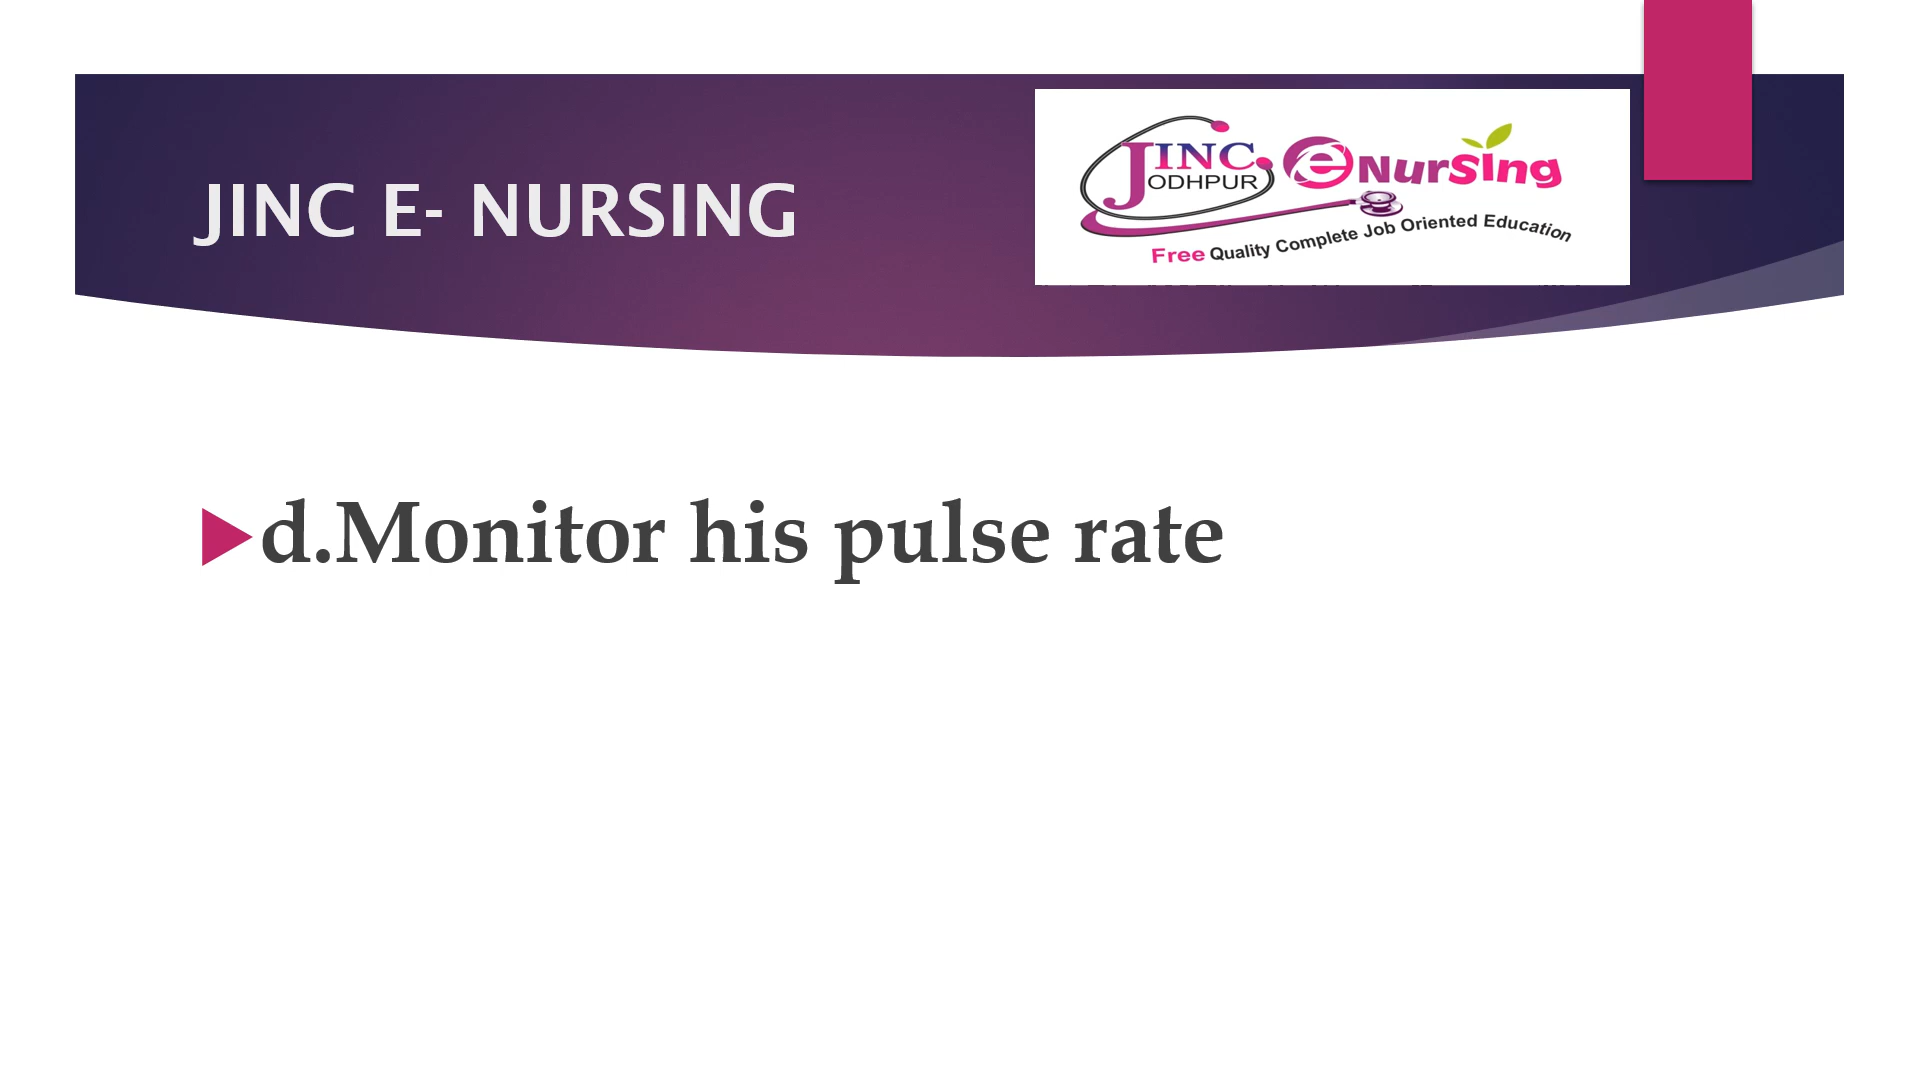 JINC E- NURSING
JINC
ODHPUR
eNursing
Free Quality Complete Job Oriented Education
d.Monitor his pulse rate